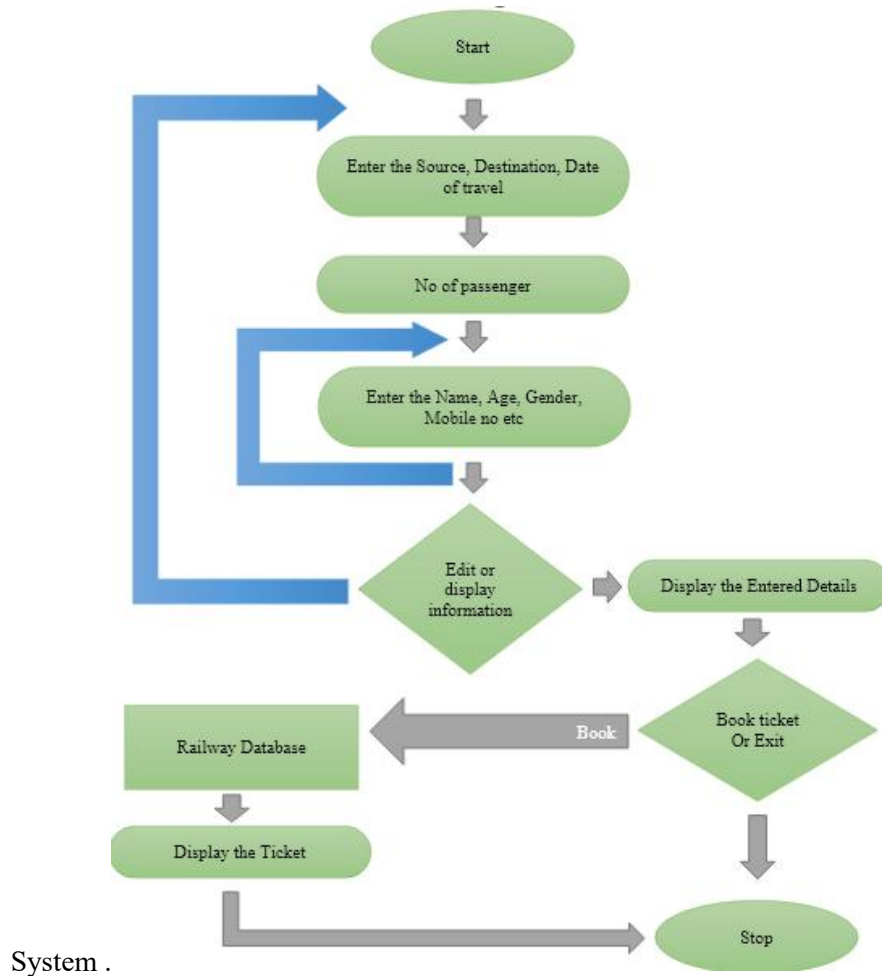 Start
Enter the Source, Destination, Date
of travel
No of passenger
Enter the Name, Age, Gender,
Mobile no etc
Edit or
display
information
Display the Entered Details
Book ticket
Or Exit
Book
Railway Database
Display the Ticket
Stop
System .